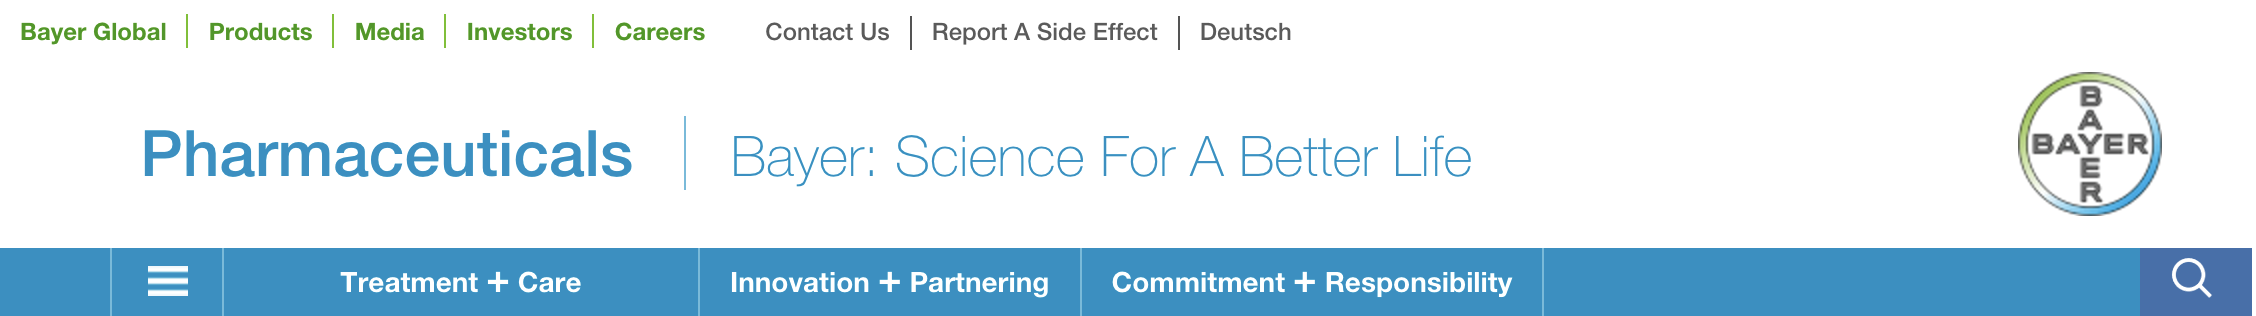 Bayer Global Products Media Investors Careers Contact Us Report A Side Effect Deutsch
Pharmaceuticals Bayer: Science For A Better Life
BAYER
BAYER
Treatment + Care Innovation + Partnering Commitment + Responsibility